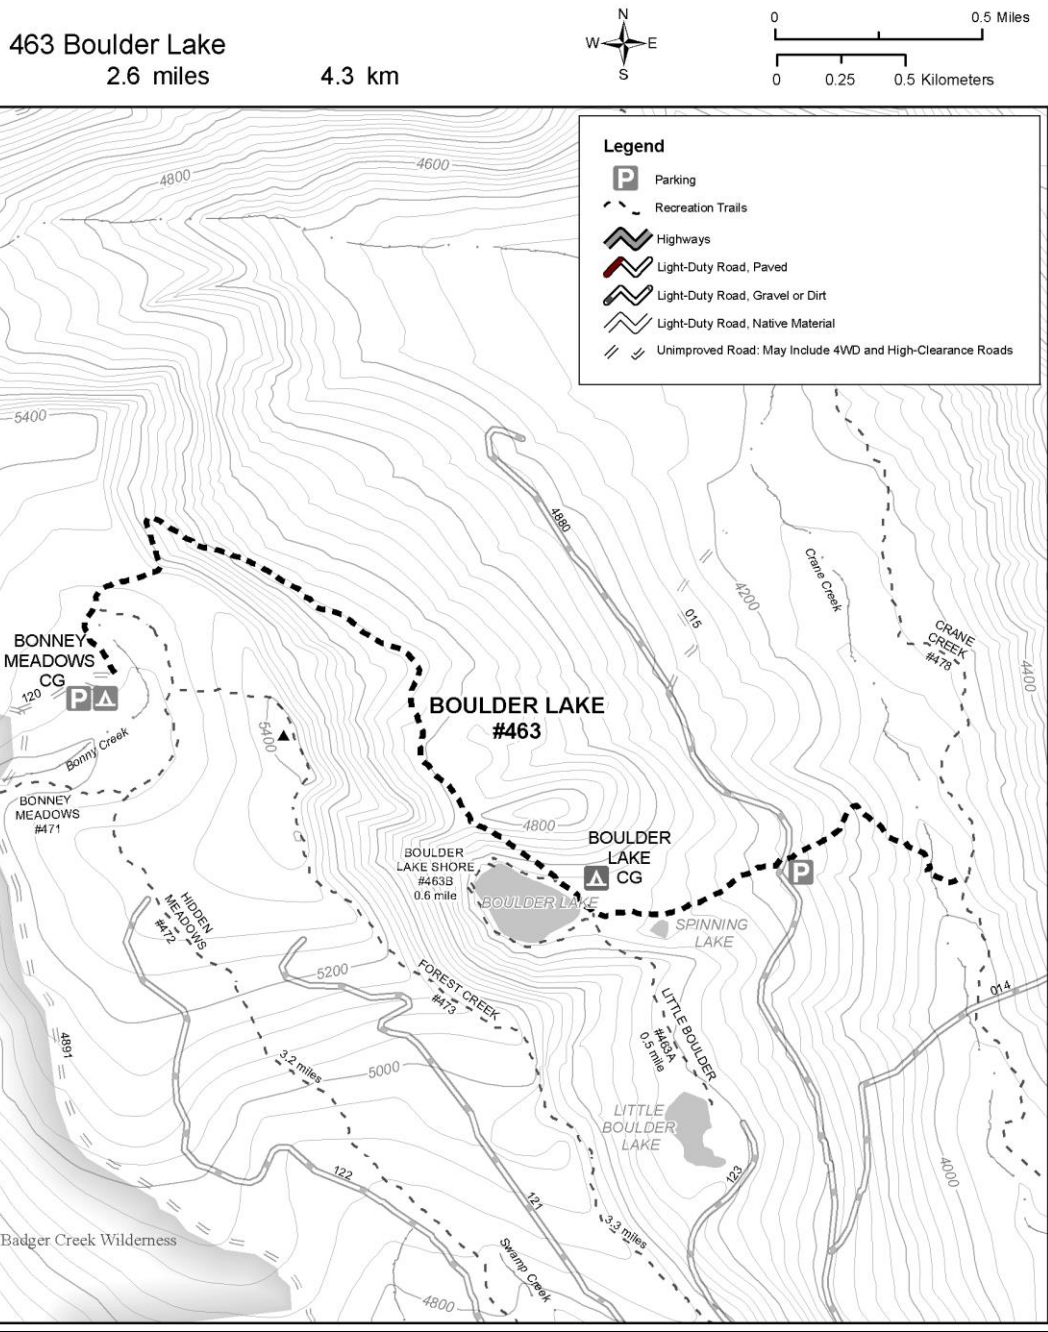 463 Boulder Lake
2.6 miles 4.3 km
N
W E
S
0 0.5 Miles
0 0.25 0.5 Kilometers
Legend
P Parking
Recreation Trails
Highways
Light-Duty Road, Paved
Light-Duty Road, Gravel or Dirt
Light-Duty Road, Native Material
Unimproved Road: May Include 4WD and High-Clearance Roads
4800
4600
5400
4880
Crane Creek
4200
015
CRANE
CREEK
#478
4400
BONNEY
MEADOWS
CG
120
P
Bonny Creek
5400
BOULDER LAKE
#463
BONNEY
MEADOWS
#471
4800
BOULDER
LAKE
CG
BOULDER
LAKE SHORE
#463B
0.6 mile
BOULDER LAKE
P
SPINNING
LAKE
HIDDEN
MEADOWS
#472
5200
FOREST CREEK
#473
LITTLE BOULDER
#463A
0.5 mile
014
4891
3.2 miles
5000
LITTLE
BOULDER
LAKE
122
121
123
4000
3.3 miles
Badger Creek Wilderness
Swamp Creek
4800